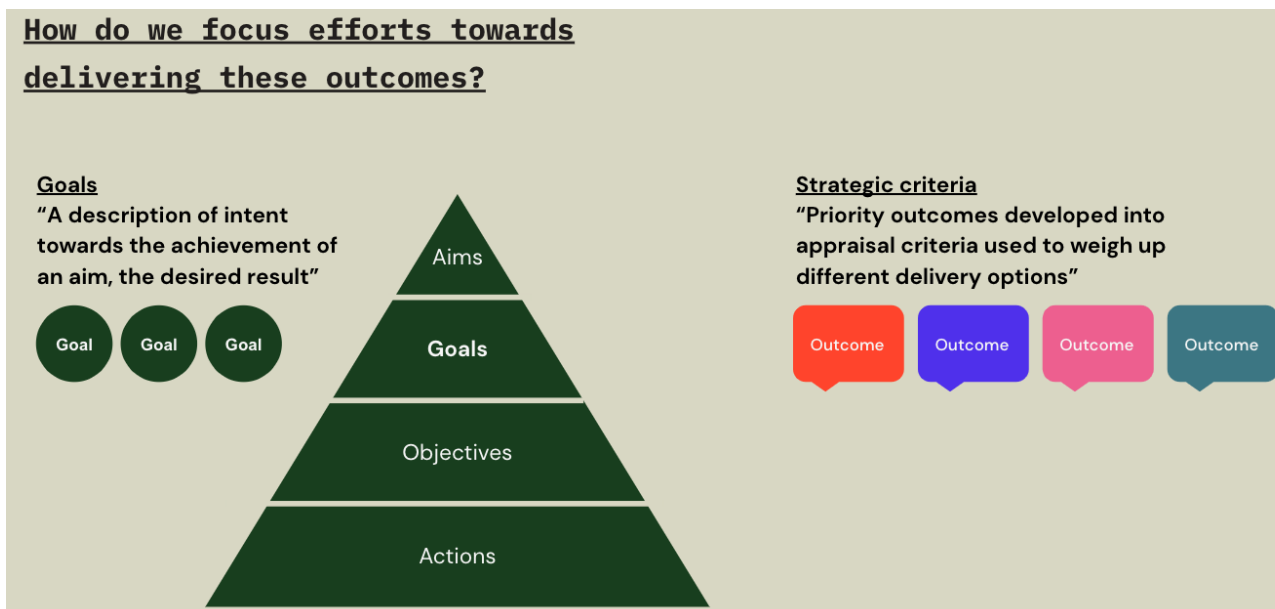 How do we focus efforts towards
delivering these outcomes?
Goals
“A description of intent
towards the achievement of
an aim, the desired result”
Goal Goal Goal
Aims
Goals
Objectives
Actions
Strategic criteria
“Priority outcomes developed into
appraisal criteria used to weigh up
different delivery options”
Outcome Outcome Outcome Outcome